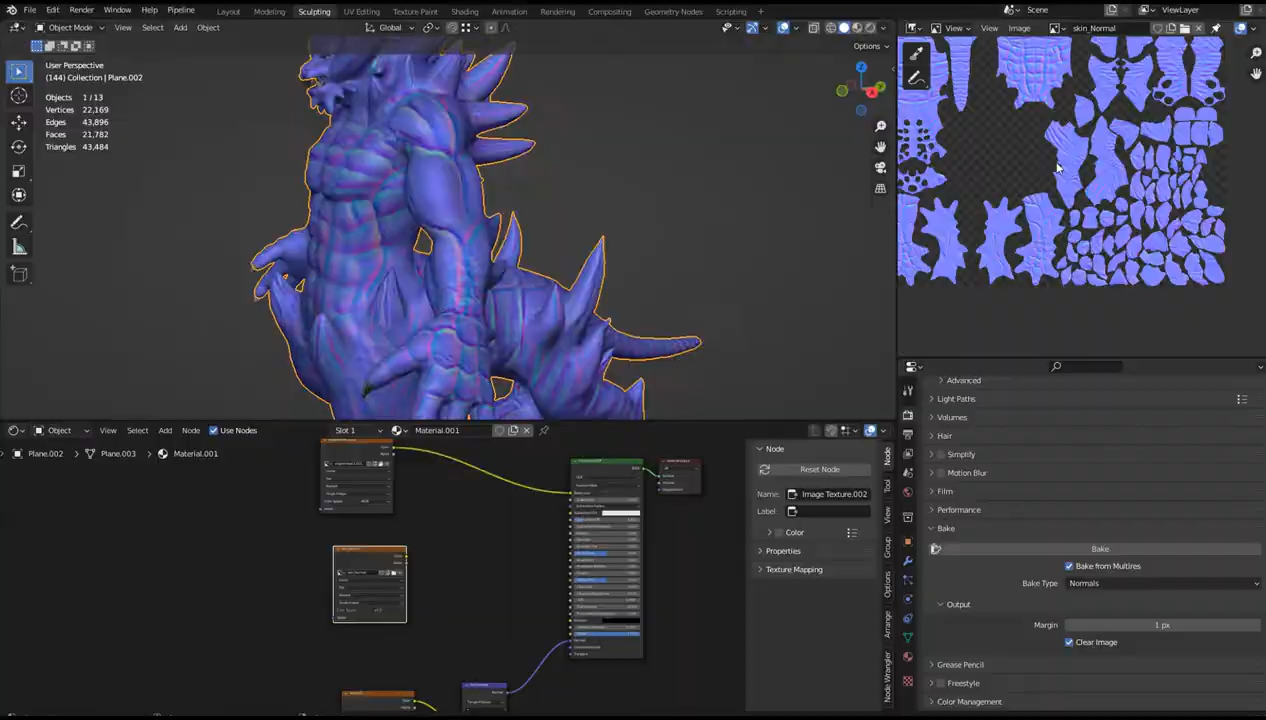 File Edit Render Window Help Pipeline Layout Modeling Sculpting UV Editing Texture Paint Shading Animation Rendering Compositing Geometry Nodes Scripting Scene ViewLayer
Object Mode View Select Add Object Global View View Image skin_Normal
Options
User Perspective
(144) Collection | Plane.002
Objects 1 / 13
Vertices 22,169
Edges 43,896
Faces 21,782
Triangles 43,484
Z
Advanced
Light Paths
Volumes
Hair
Simplify
Motion Blur
Film
Performance
Bake
Bake
Bake from Multires
Bake Type Normals
Output
Margin 1 px
Clear Image
Grease Pencil
Freestyle
Color Management
Object View Select Add Node Use Nodes Slot 1 Material.001
Plane.002 Plane.003 Material.001
Node
Reset Node
Name: Image Texture.002
Label:
Color
Properties
Texture Mapping
Node
Tool
View
Group
Options
Arrange
Node Wrangler